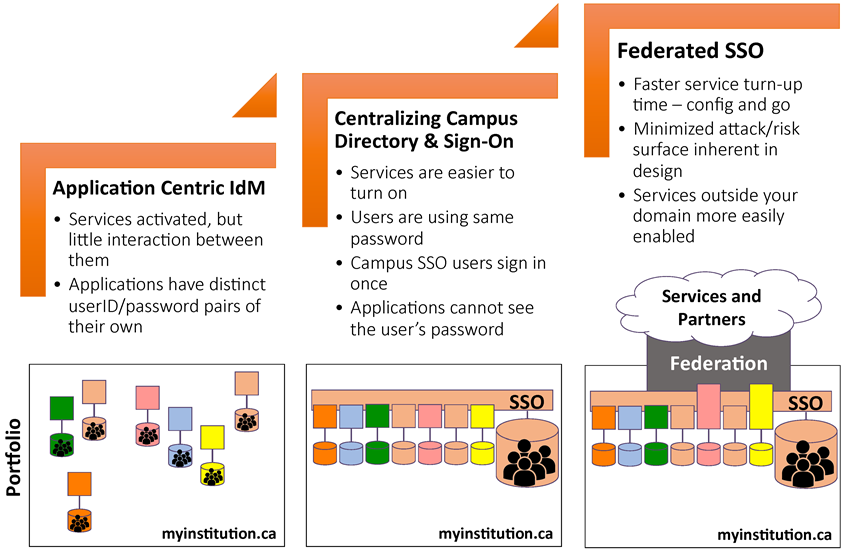 Application Centric IdM
• Services activated, but
little interaction between
them
• Applications have distinct
userID/password pairs of
their own
Centralizing Campus
Directory & Sign-On
• Services are easier to
turn on
• Users are using same
password
• Campus SSO users sign in
once
• Applications cannot see
the user's password
Federated SSO
• Faster service turn-up
time – config and go
• Minimized attack/risk
surface inherent in
design
• Services outside your
domain more easily
enabled
Portfolio
myinstitution.ca
SSO
myinstitution.ca
Services and
Partners
Federation
SSO
myinstitution.ca